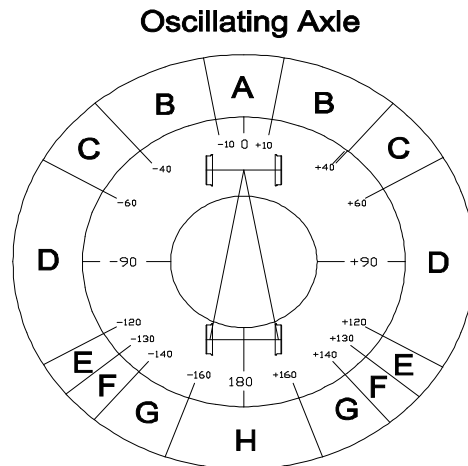 Oscillating Axle
A
B B
-10 0 +10
C C
-40 +40
-60 +60
D -90 +90 D
-120 +120
E -130 +130 E
F -140 +140 F
-160 180 +160
G G
H